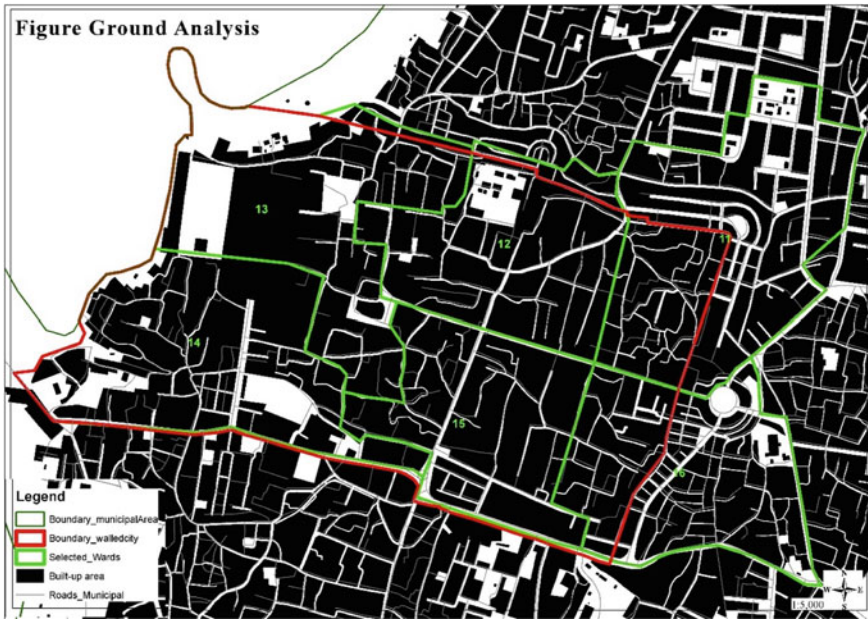 Figure Ground Analysis
13
12
11
14
15
16
Legend
Boundary_municipalArea
Boundary_walledcity
Selected_Wards
Built-up area
Roads_Municipal
N
W E
S
1:5,000